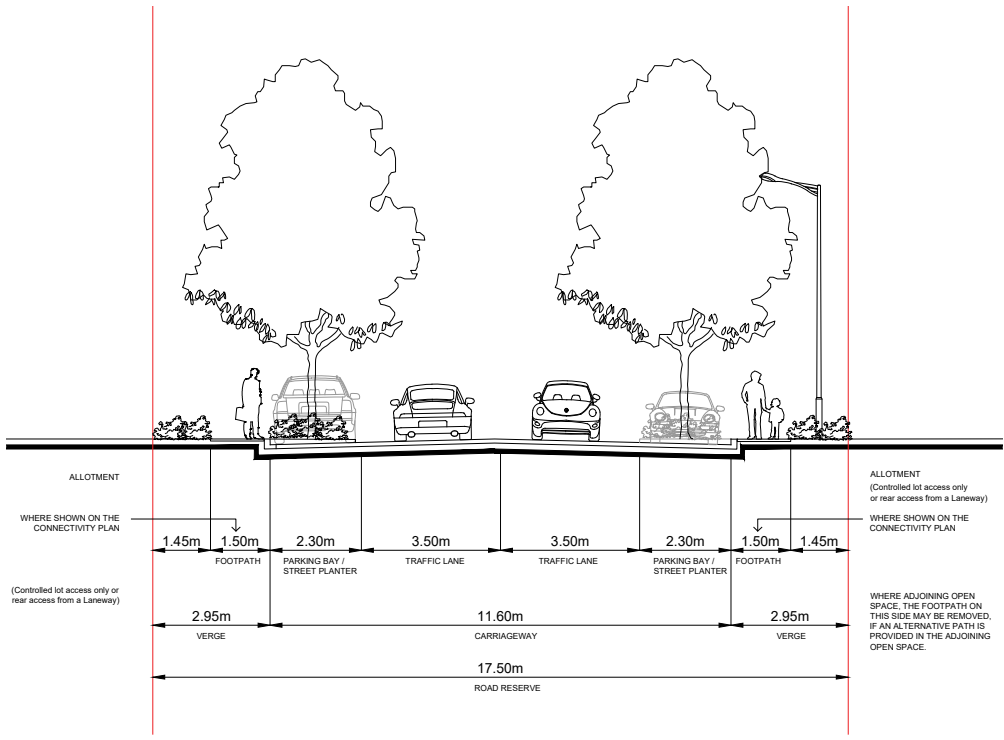 ALLOTMENT
ALLOTMENT
(Controlled lot access only
or rear access from a Laneway)
WHERE SHOWN ON THE
CONNECTIVITY PLAN
WHERE SHOWN ON THE
CONNECTIVITY PLAN
1.45m 1.50m 2.30m 3.50m 3.50m 2.30m 1.50m 1.45m
FOOTPATH PARKING BAY / TRAFFIC LANE TRAFFIC LANE PARKING BAY / FOOTPATH
STREET PLANTER STREET PLANTER
(Controlled lot access only or
rear access from a Laneway)
2.95m 11.60m 2.95m
VERGE CARRIAGEWAY VERGE
WHERE ADJOINING OPEN
SPACE, THE FOOTPATH ON
THIS SIDE MAY BE REMOVED,
IF AN ALTERNATIVE PATH IS
PROVIDED IN THE ADJOINING
OPEN SPACE.
17.50m
ROAD RESERVE